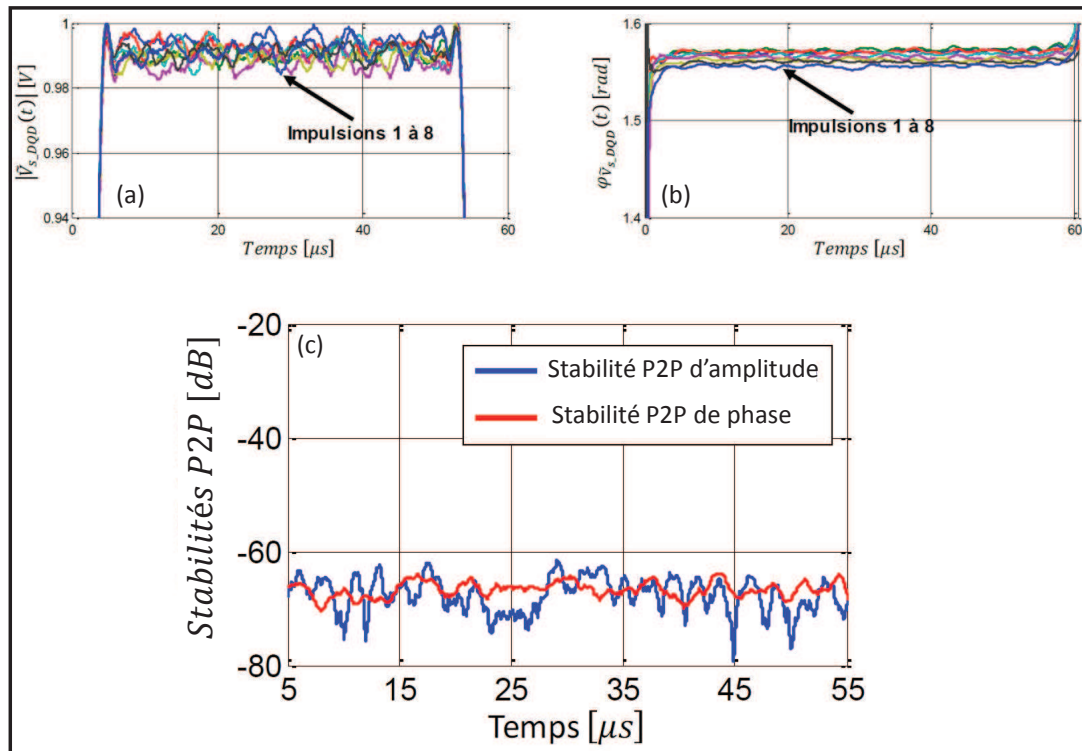 1
0.98
0.96
0.94
0
20
40
60
|Ṽs_DQD(t)| [V]
Temps [μs]
Impulsions 1 à 8
(a)
1.6
1.5
1.4
0
20
40
60
φṼs_DQD(t) [rad]
Temps [μs]
Impulsions 1 à 8
(b)
(c)
-20
-40
-60
-80
5
15
25
35
45
55
Stabilités P2P [dB]
Temps [μs]
Stabilité P2P d’amplitude
Stabilité P2P de phase